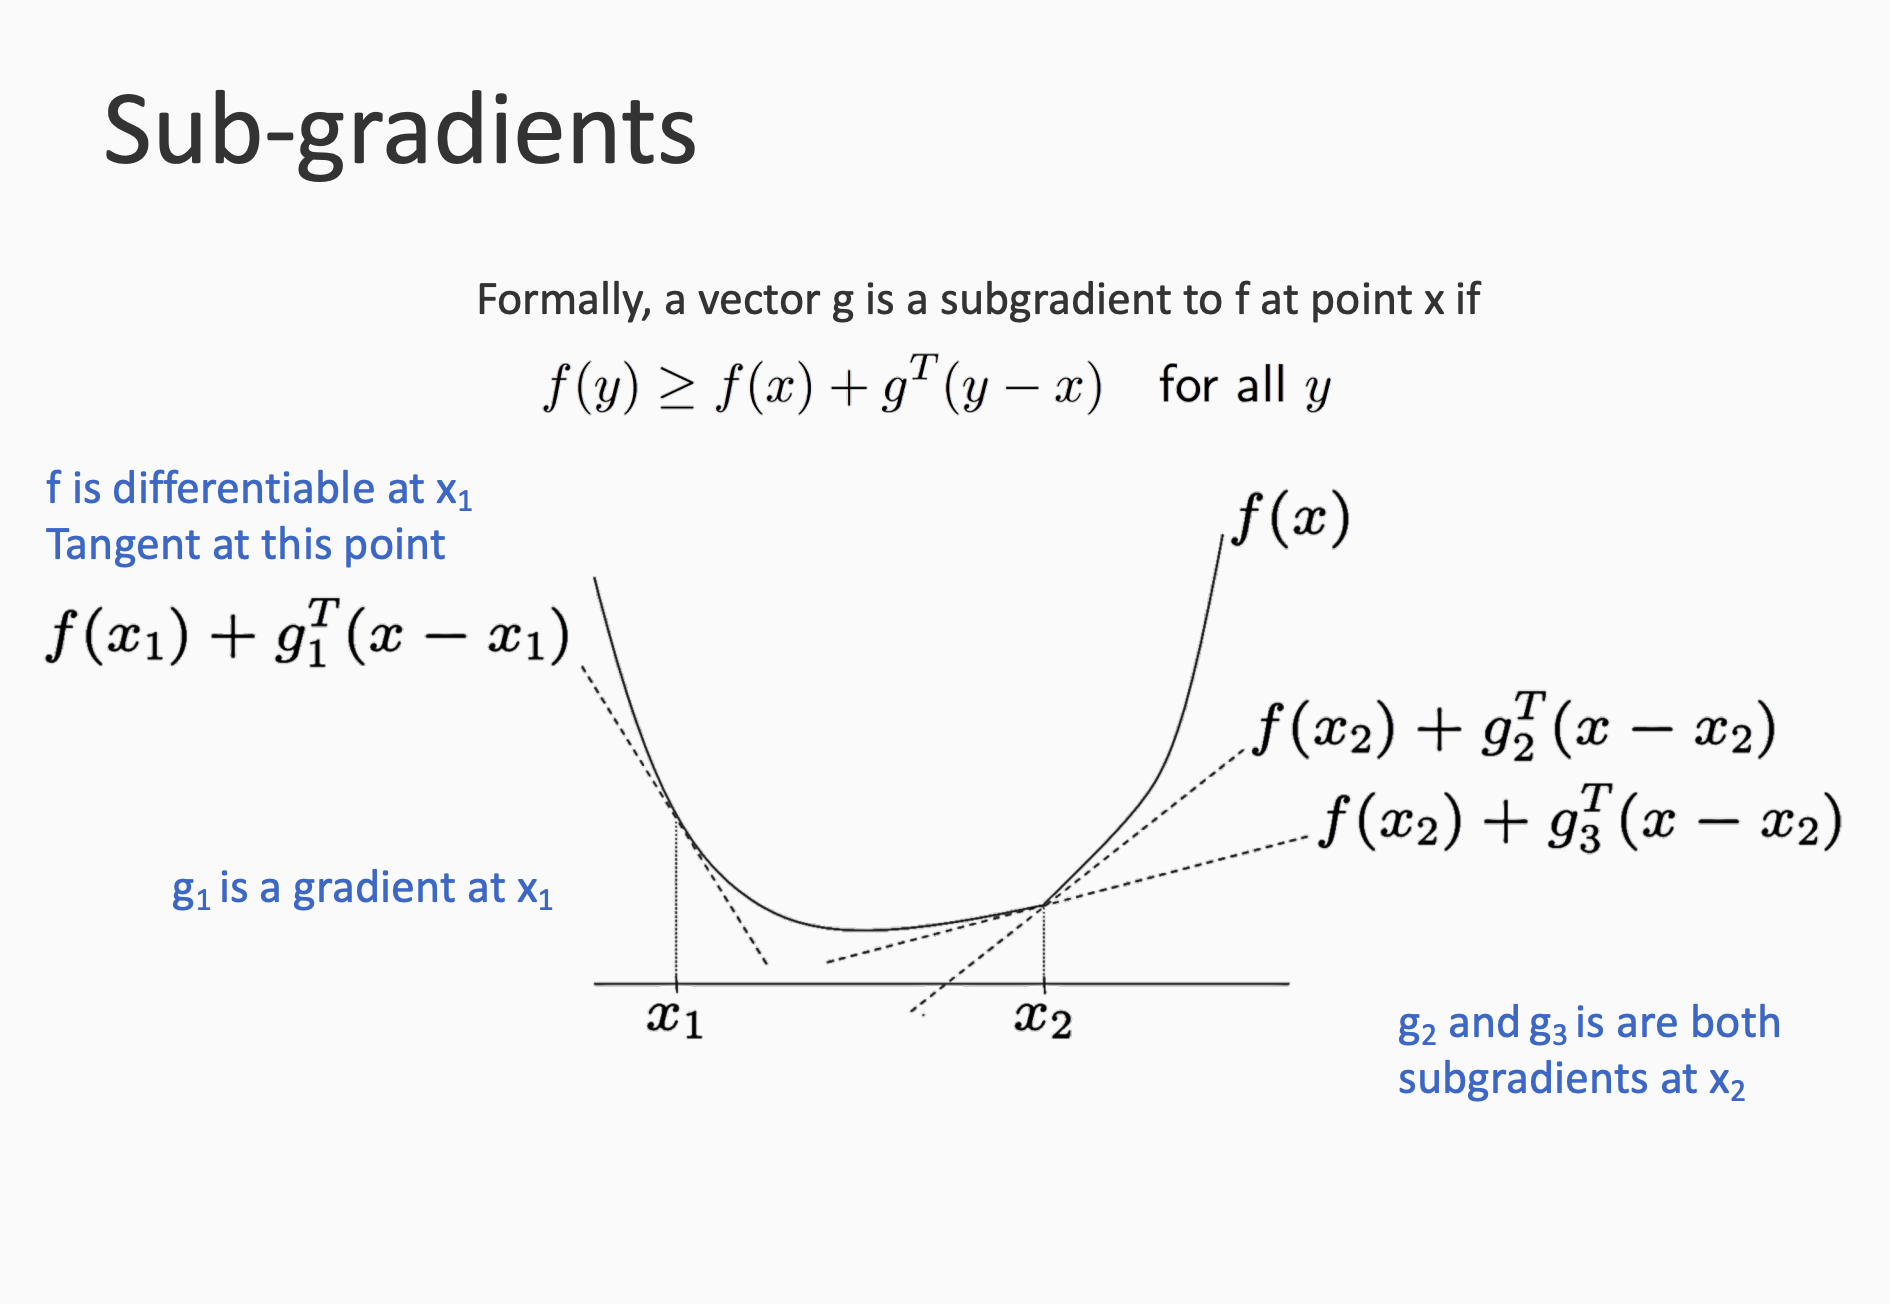 Sub-gradients
Formally, a vector g is a subgradient to f at point x if
f(y) ≥ f(x) + g^T(y − x) for all y
f is differentiable at x₁
Tangent at this point
f(x)
f(x₁) + g₁^T(x − x₁)
f(x₂) + g₂^T(x − x₂)
f(x₂) + g₃^T(x − x₂)
g₁ is a gradient at x₁
x₁
x₂
g₂ and g₃ is are both
subgradients at x₂